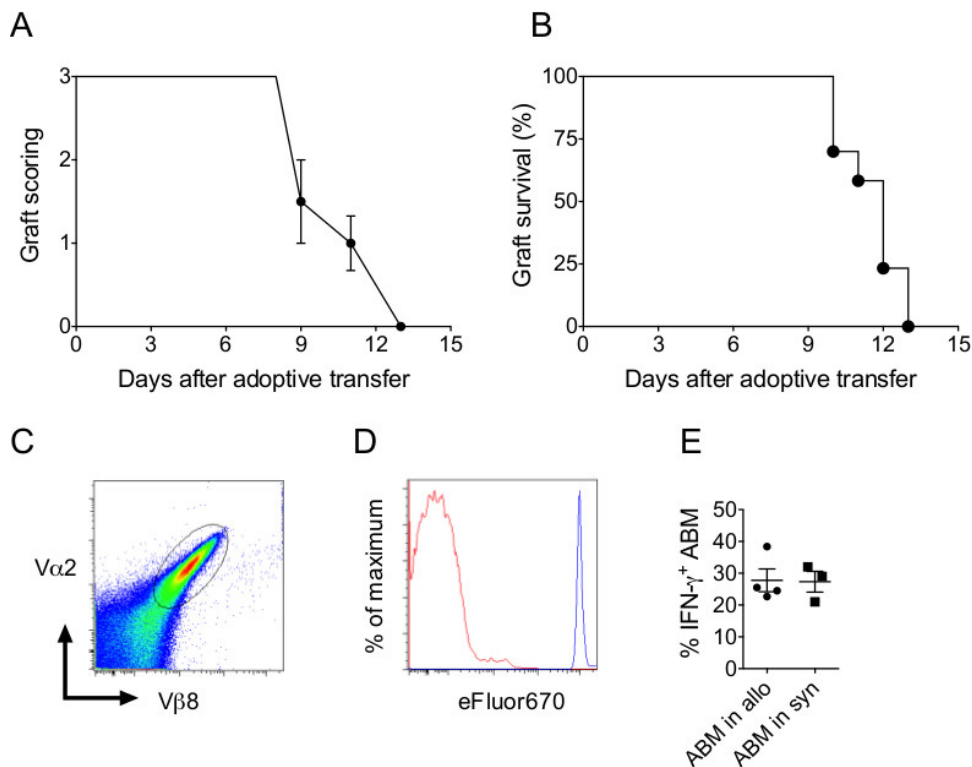 A
B
Graft scoring
3
2
1
0
0 3 6 9 12 15
Days after adoptive transfer
Graft survival (%)
100
75
50
25
0
0 3 6 9 12 15
Days after adoptive transfer
C
D
E
Vα2
Vβ8
% of maximum
eFluor670
% IFN-γ+ ABM
50
40
30
20
10
0
ABM in allo
ABM in syn